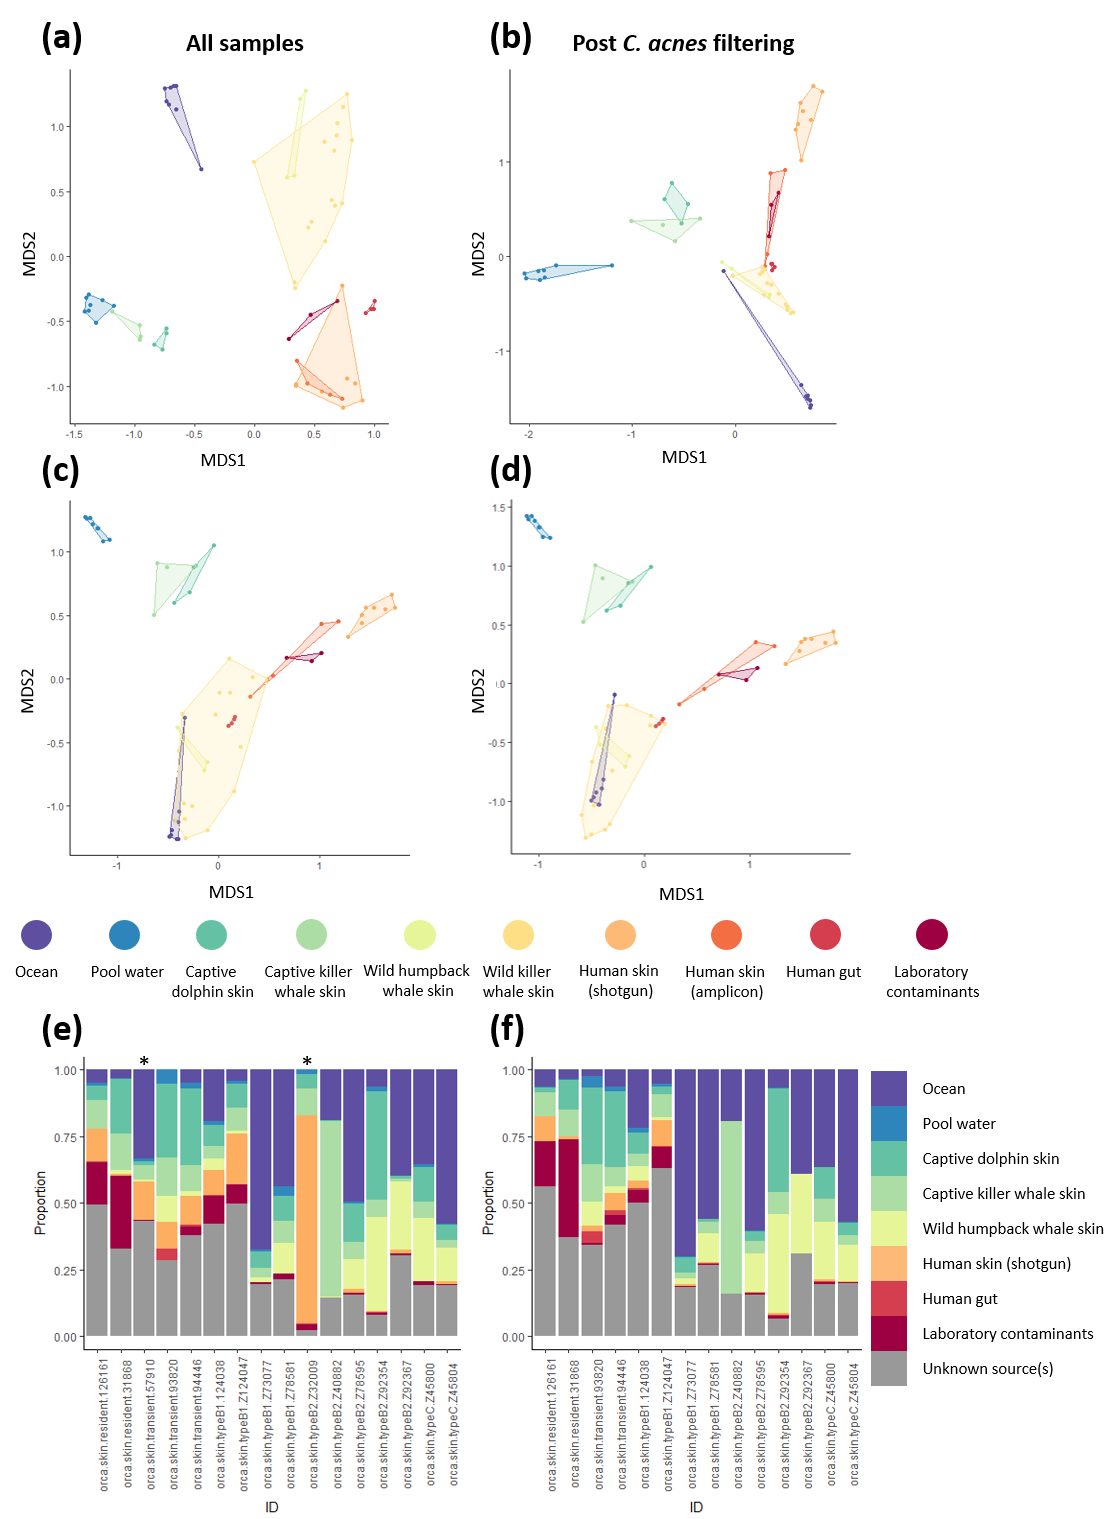 (a)
All samples
(b)
Post C. acnes filtering
1.0
0.5
0.0
-0.5
-1.0
MDS2
-1.5
-1.0
-0.5
0.0
0.5
1.0
MDS1
1
0
-1
MDS2
-2
-1
0
MDS1
(c)
(d)
1.0
0.5
0.0
-0.5
-1.0
MDS2
-1
0
1
MDS1
1.5
1.0
0.5
0.0
-0.5
-1.0
MDS2
-1
0
1
MDS1
Ocean
Pool water
Captive
dolphin skin
Captive killer
whale skin
Wild humpback
whale skin
Wild killer
whale skin
Human skin
(shotgun)
Human skin
(amplicon)
Human gut
Laboratory
contaminants
(e)
(f)
* *
1.00
0.75
0.50
0.25
0.00
Proportion
orca.skin.resident.126161
orca.skin.resident.31868
orca.skin.transient.57910
orca.skin.transient.93820
orca.skin.transient.94446
orca.skin.typeB1.124038
orca.skin.typeB1.Z124047
orca.skin.typeB1.Z73077
orca.skin.typeB1.Z78581
orca.skin.typeB2.Z32009
orca.skin.typeB2.Z40882
orca.skin.typeB2.Z78595
orca.skin.typeB2.Z92354
orca.skin.typeB2.Z92367
orca.skin.typeC.Z45800
orca.skin.typeC.Z45804
ID
1.00
0.75
0.50
0.25
0.00
Proportion
orca.skin.resident.126161
orca.skin.resident.31868
orca.skin.transient.93820
orca.skin.transient.94446
orca.skin.typeB1.124038
orca.skin.typeB1.Z124047
orca.skin.typeB1.Z73077
orca.skin.typeB1.Z78581
orca.skin.typeB2.Z40882
orca.skin.typeB2.Z78595
orca.skin.typeB2.Z92354
orca.skin.typeB2.Z92367
orca.skin.typeC.Z45800
orca.skin.typeC.Z45804
ID
Ocean
Pool water
Captive dolphin skin
Captive killer whale skin
Wild humpback whale skin
Human skin (shotgun)
Human gut
Laboratory contaminants
Unknown source(s)